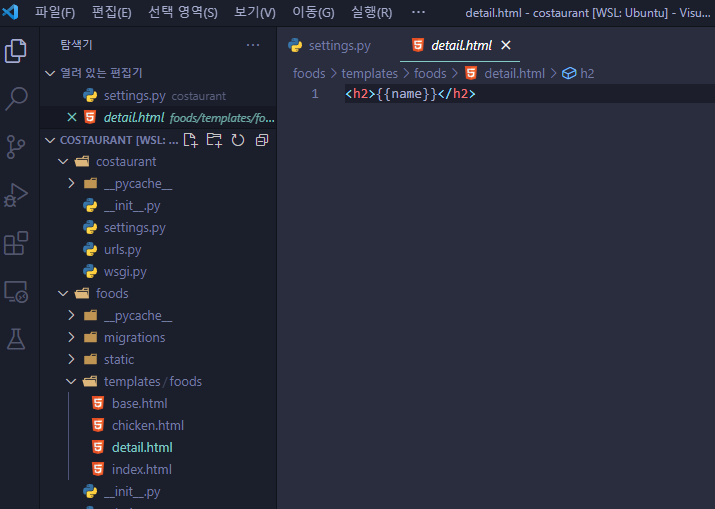 파일(F) 편집(E) 선택 영역(S) 보기(V) 이동(G) 실행(R) ··· detail.html - costaurant [WSL: Ubuntu] - Visu...
탐색기 ···
열려 있는 편집기
settings.py costaurant
detail.html foods/templates/fo...
COSTAURANT [WSL: ...
costaurant
__pycache__
__init__.py
settings.py
urls.py
wsgi.py
foods
__pycache__
migrations
static
templates / foods
base.html
chicken.html
detail.html
index.html
__init__.py
settings.py detail.html
foods > templates > foods > detail.html > h2
1 <h2>{{name}}</h2>